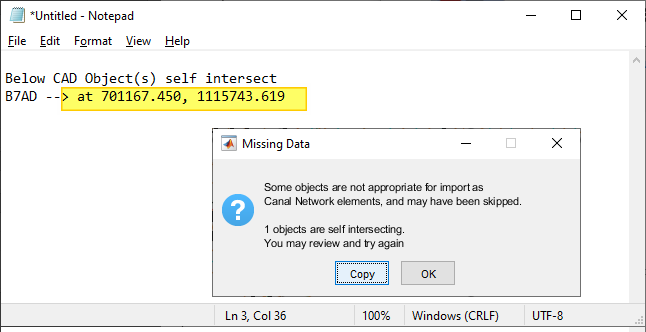 *Untitled - Notepad
File Edit Format View Help
Below CAD Object(s) self intersect
B7AD --> at 701167.450, 1115743.619
Missing Data
Some objects are not appropriate for import as
Canal Network elements, and may have been skipped.
1 objects are self intersecting.
You may review and try again
Copy OK
Ln 3, Col 36 100% Windows (CRLF) UTF-8